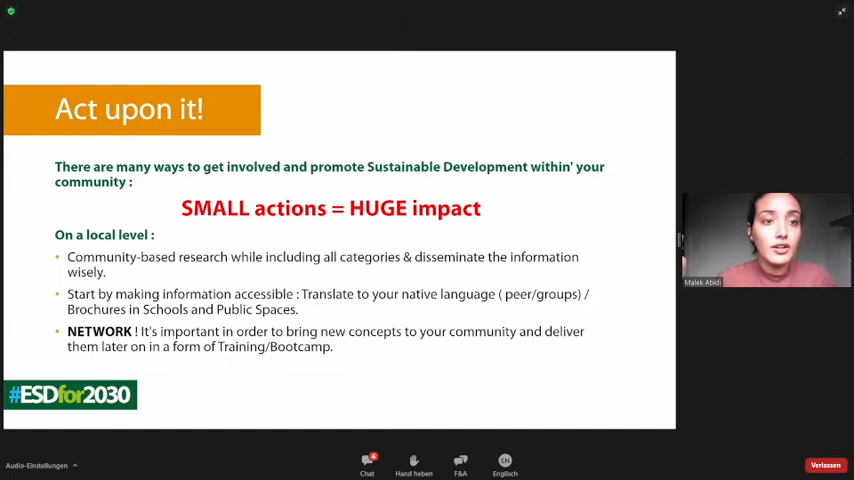 Act upon it!
There are many ways to get involved and promote Sustainable Development within' your
community :
SMALL actions = HUGE impact
On a local level :
• Community-based research while including all categories & disseminate the information
wisely.
• Start by making information accessible : Translate to your native language ( peer/groups) /
Brochures in Schools and Public Spaces.
• NETWORK ! It's important in order to bring new concepts to your community and deliver
them later on in a form of Training/Bootcamp.
#ESDfor2030
Malek Abidi
Audio-Einstellungen
6
Chat
Hand heben
F&A
EN
Englisch
Verlassen